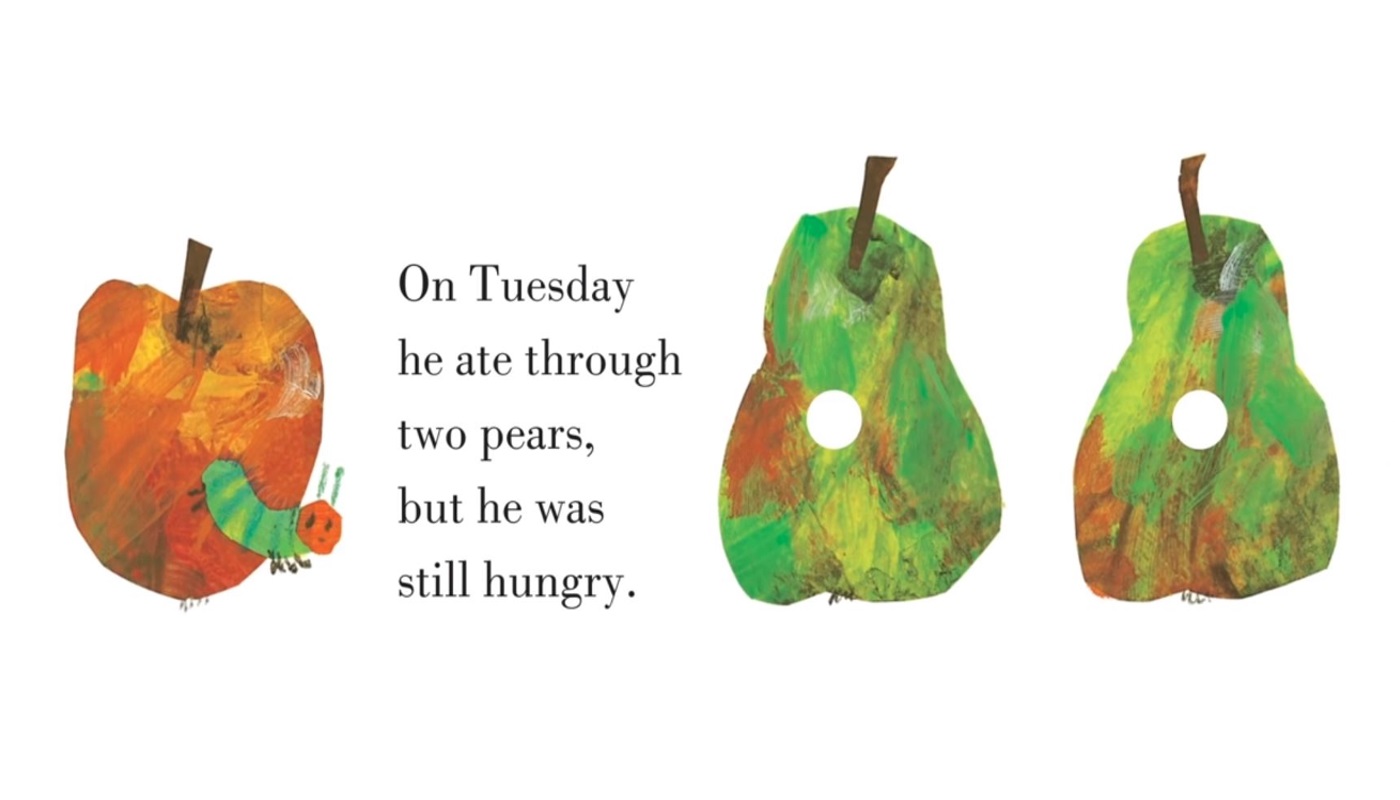 On Tuesday
he ate through
two pears,
but he was
still hungry.